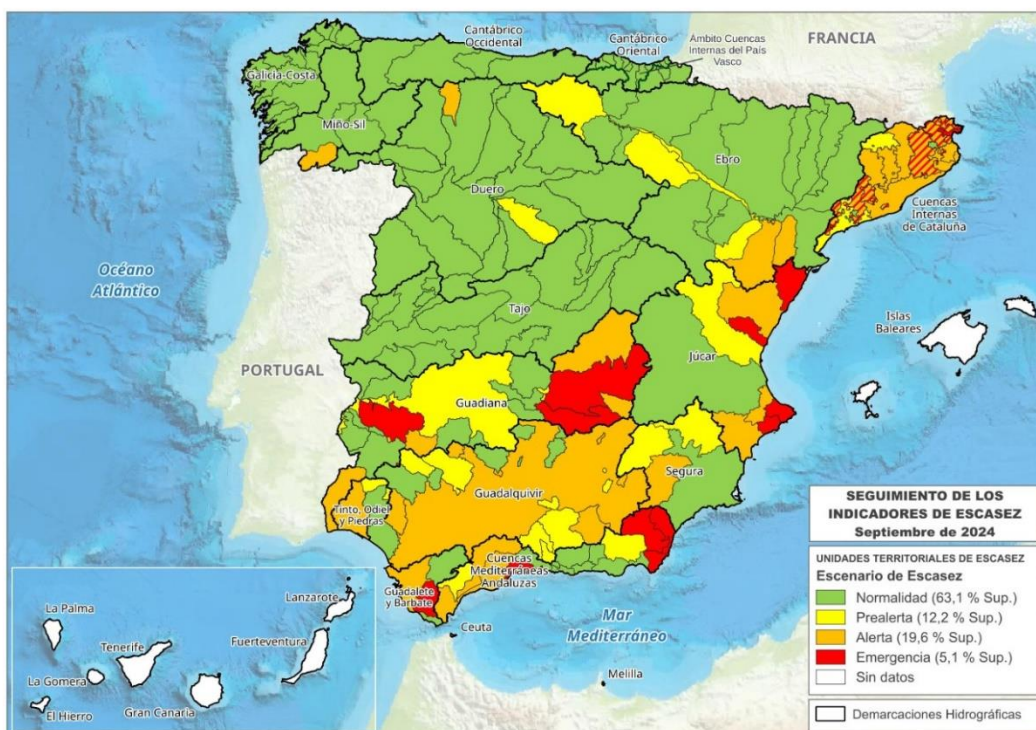 Cantábrico
Occidental
Cantábrico
Oriental
Ámbito Cuencas
Internas del País
Vasco
FRANCIA
Galicia-Costa
Miño-Sil
Ebro
Duero
Cuencas
Internas
de Cataluña
Océano
Atlántico
Tajo
Islas
Baleares
Júcar
PORTUGAL
Guadiana
Segura
Guadalquivir
Tinto, Odiel
y Piedras
Cuencas
Mediterráneas
Andaluzas
Guadalete
y Barbate
Ceuta
Mar
Mediterráneo
Melilla
La Palma
Lanzarote
Tenerife
Fuerteventura
La Gomera
El Hierro
Gran Canaria
SEGUIMIENTO DE LOS
INDICADORES DE ESCASEZ
Septiembre de 2024
UNIDADES TERRITORIALES DE ESCASEZ
Escenario de Escasez
Normalidad (63,1 % Sup.)
Prealerta (12,2 % Sup.)
Alerta (19,6 % Sup.)
Emergencia (5,1 % Sup.)
Sin datos
Demarcaciones Hidrográficas